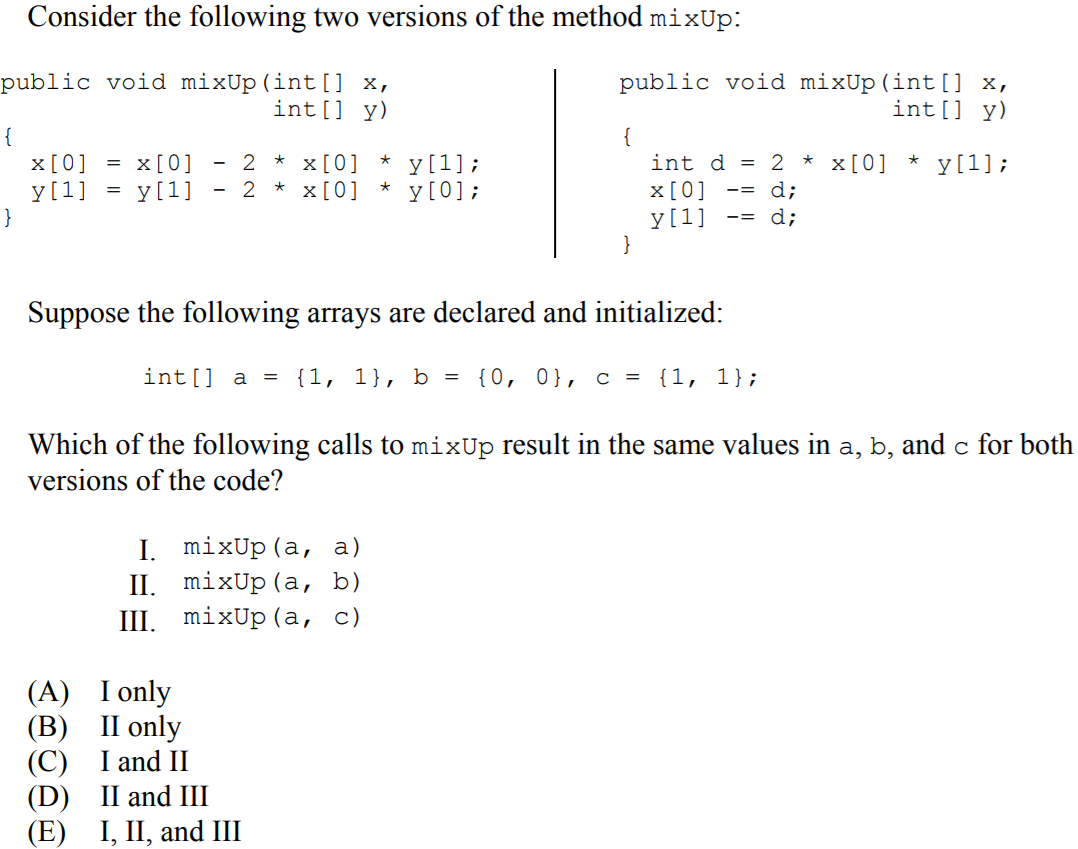 Consider the following two versions of the method mixUp:
public void mixUp(int[] x,
                  int[] y)
{
  x[0] = x[0] - 2 * x[0] * y[1];
  y[1] = y[1] - 2 * x[0] * y[0];
}
public void mixUp(int[] x,
                  int[] y)
{
  int d = 2 * x[0] * y[1];
  x[0] -= d;
  y[1] -= d;
}
Suppose the following arrays are declared and initialized:
int[] a = {1, 1}, b = {0, 0}, c = {1, 1};
Which of the following calls to mixUp result in the same values in a, b, and c for both
versions of the code?
I. mixUp(a, a)
II. mixUp(a, b)
III. mixUp(a, c)
(A) I only
(B) II only
(C) I and II
(D) II and III
(E) I, II, and III